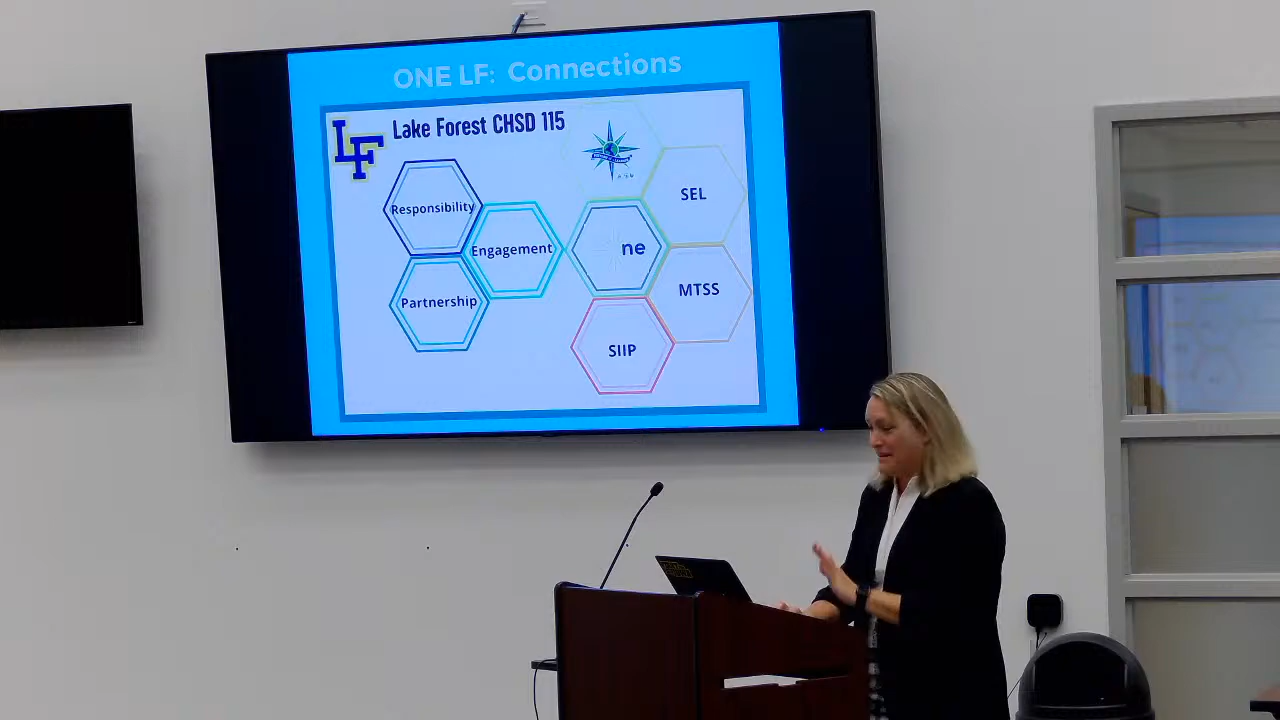 ONE LF: Connections
LF
Lake Forest CHSD 115
Responsibility
Engagement
Partnership
ne
SEL
MTSS
SIIP